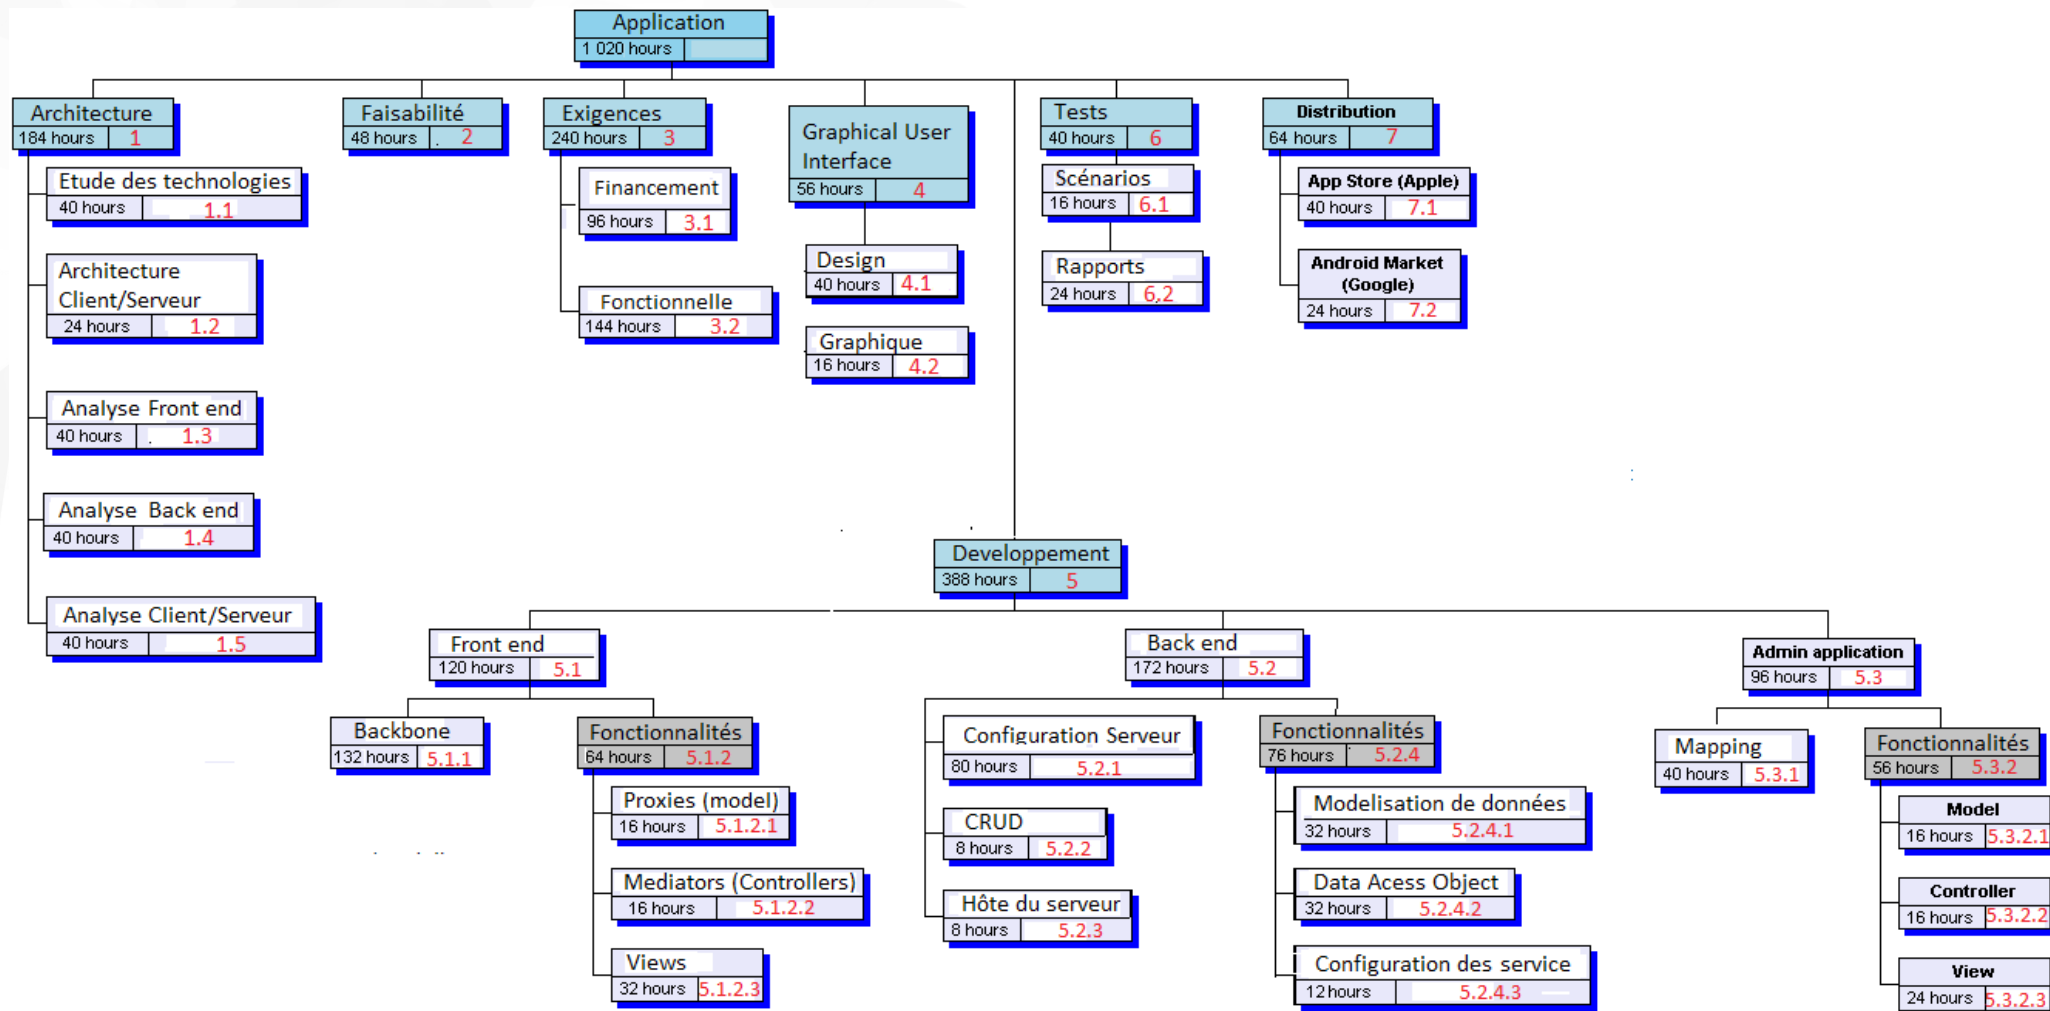 Application
1 020 hours
Architecture
184 hours 1
Faisabilité
48 hours . 2
Exigences
240 hours 3
Graphical User
Interface
56 hours 4
Tests
40 hours 6
Distribution
64 hours 7
Etude des technologies
40 hours 1.1
Architecture
Client/Serveur
24 hours 1.2
Analyse Front end
40 hours . 1.3
Analyse Back end
40 hours 1.4
Analyse Client/Serveur
40 hours 1.5
Financement
96 hours 3.1
Fonctionnelle
144 hours 3.2
Design
40 hours 4.1
Graphique
16 hours 4.2
Scénarios
16 hours 6.1
Rapports
24 hours 6.2
App Store (Apple)
40 hours 7.1
Android Market
(Google)
24 hours 7.2
Developpement
388 hours 5
Front end
120 hours 5.1
Backbone
132 hours 5.1.1
Fonctionnalités
64 hours 5.1.2
Proxies (model)
16 hours 5.1.2.1
Mediators (Controllers)
16 hours 5.1.2.2
Views
32 hours 5.1.2.3
Back end
172 hours 5.2
Configuration Serveur
80 hours 5.2.1
CRUD
8 hours 5.2.2
Hôte du serveur
8 hours 5.2.3
Fonctionnalités
76 hours 5.2.4
Modelisation de données
32 hours 5.2.4.1
Data Acess Object
32 hours 5.2.4.2
Configuration des service
12hours 5.2.4.3
Admin application
96 hours 5.3
Mapping
40 hours 5.3.1
Fonctionnalités
56 hours 5.3.2
Model
16 hours 5.3.2.1
Controller
16 hours 5.3.2.2
View
24 hours 5.3.2.3